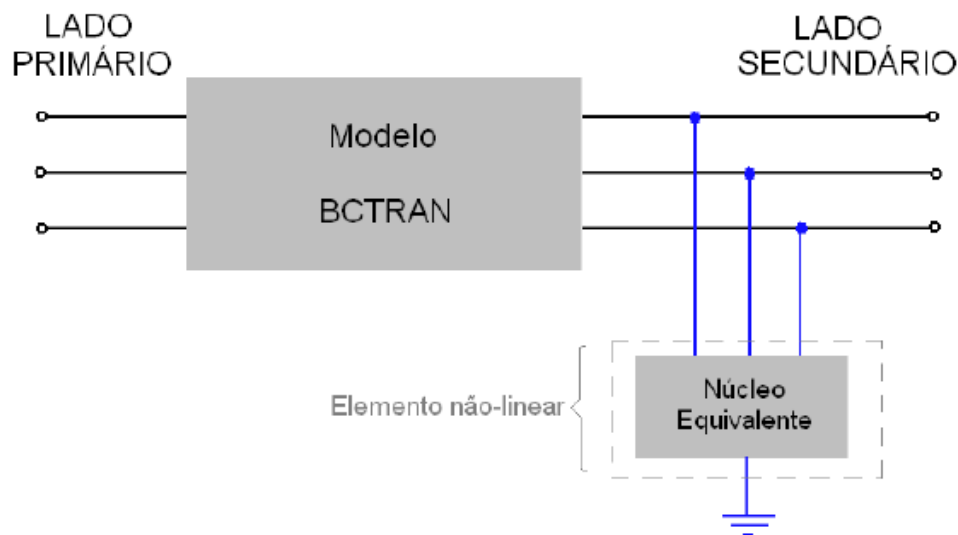 LADO
PRIMÁRIO
LADO
SECUNDÁRIO
Modelo
BCTRAN
Elemento não-linear
Núcleo
Equivalente